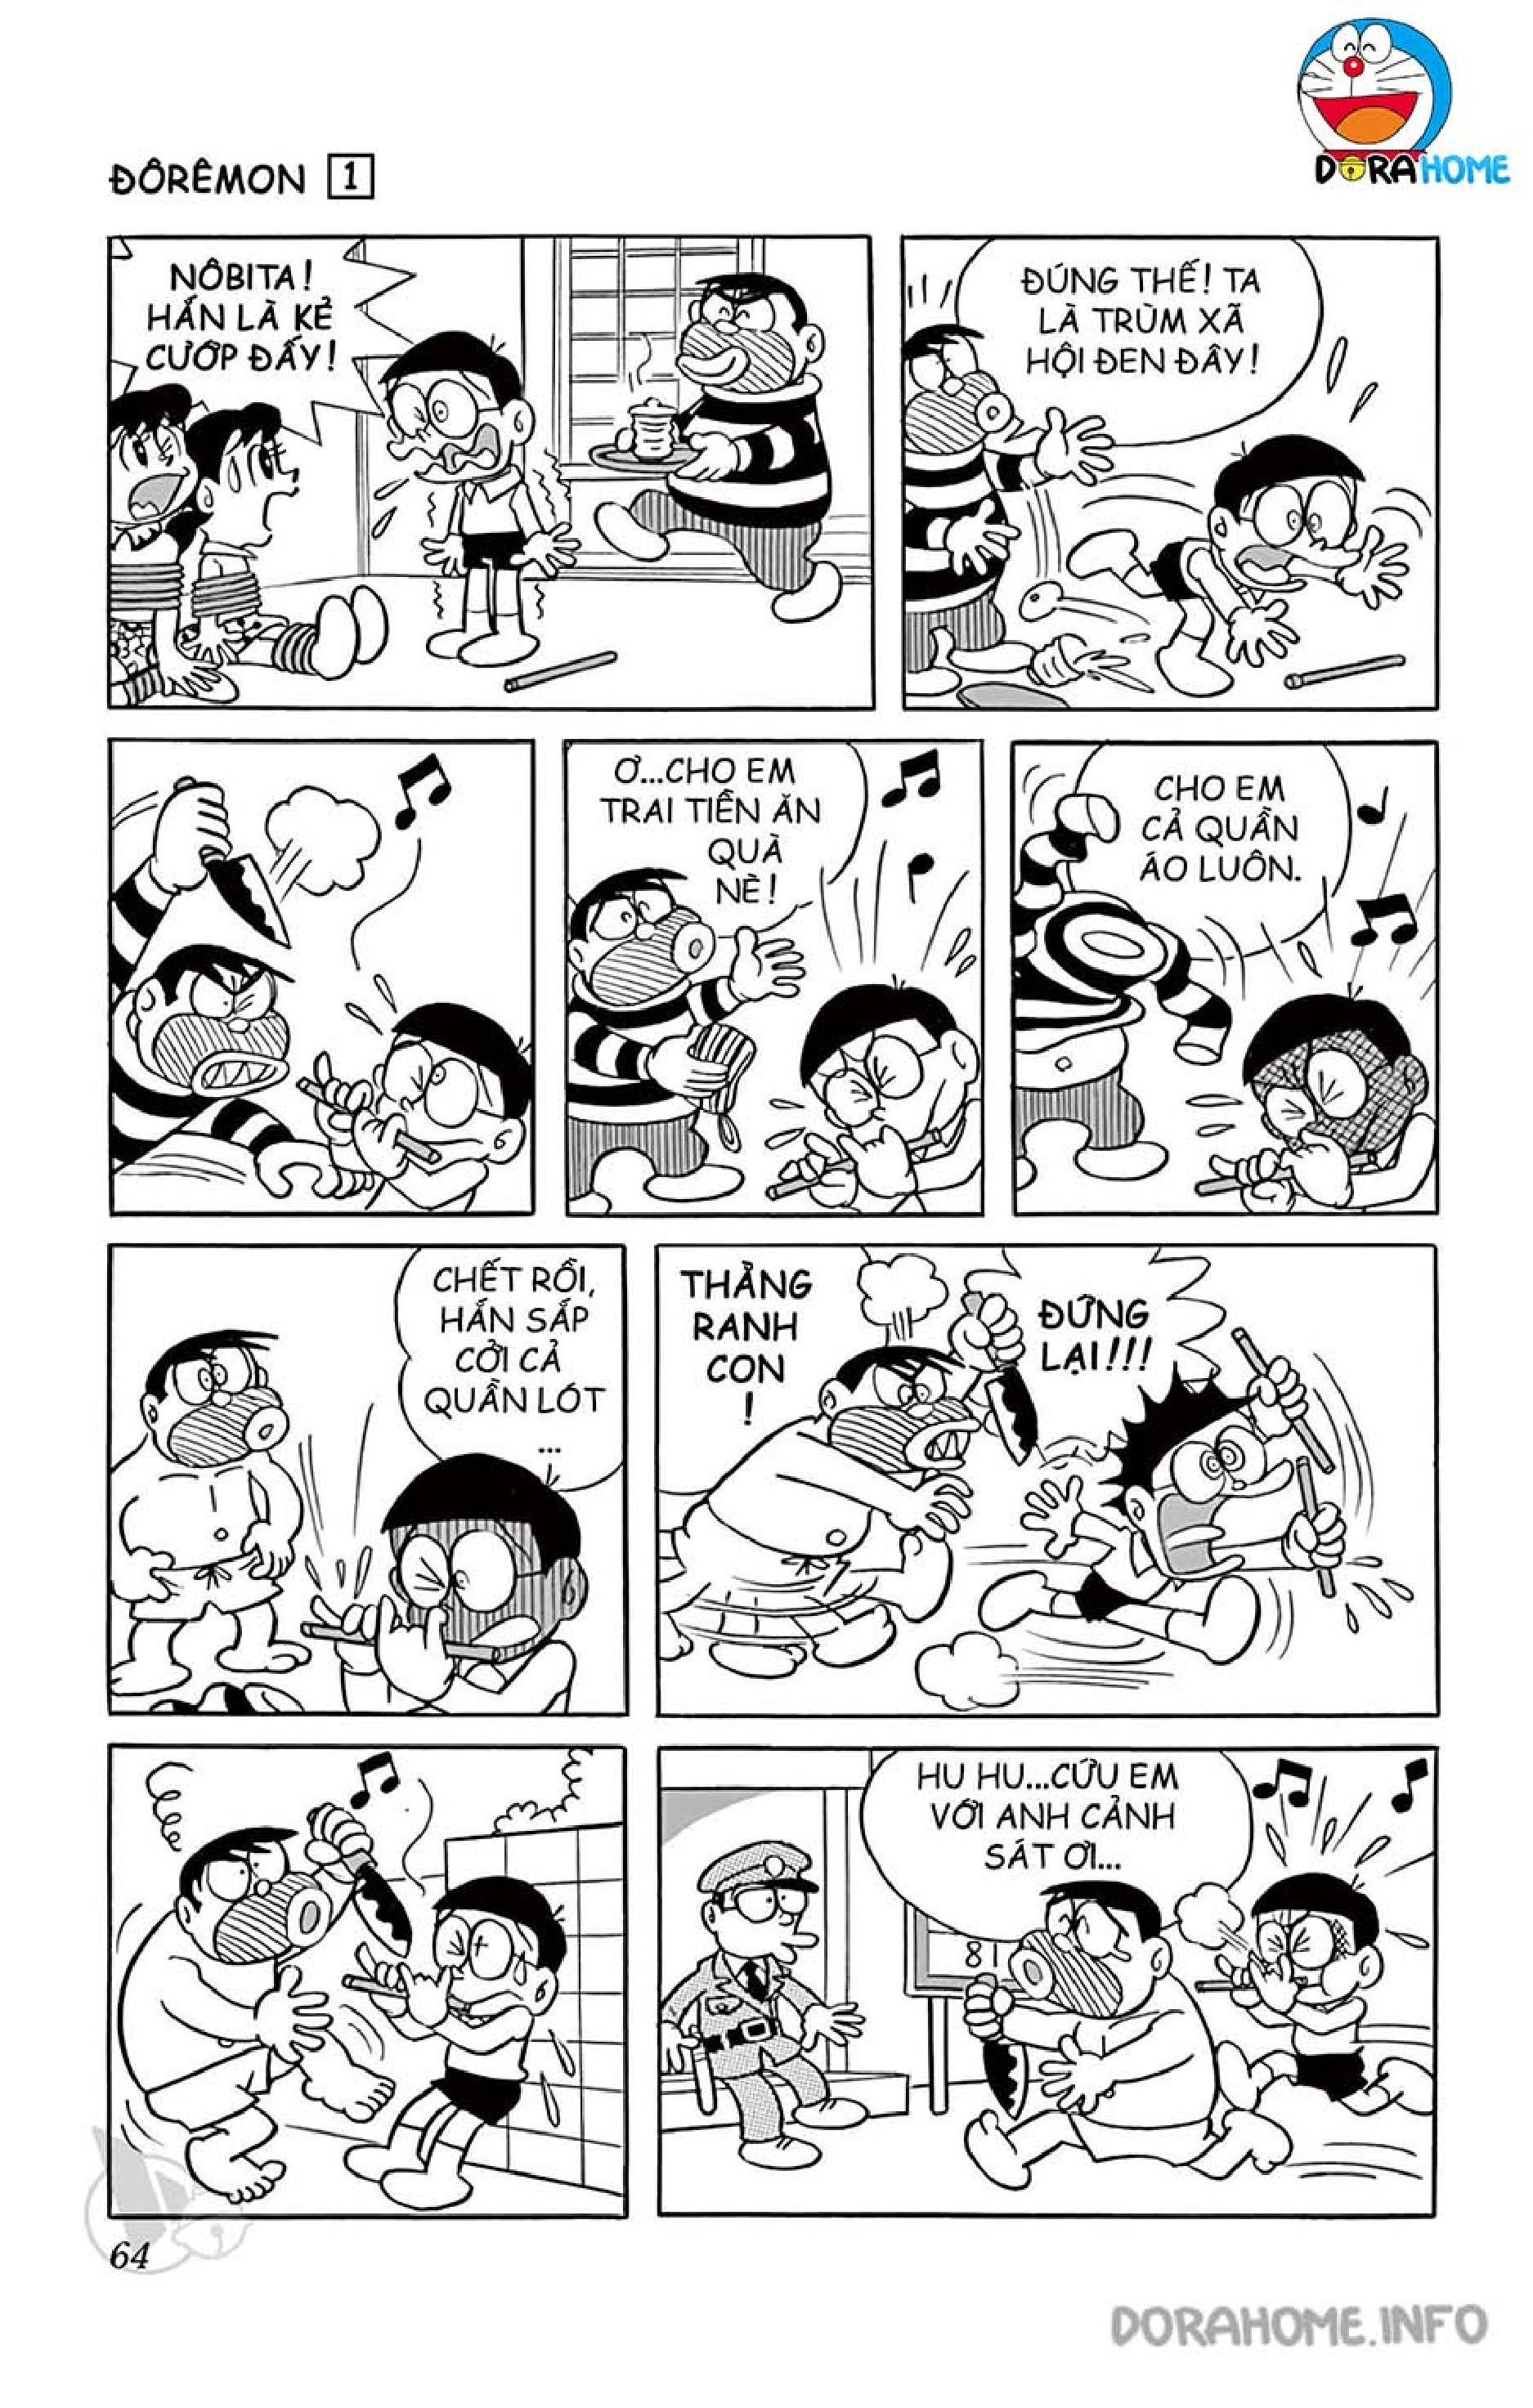 DORAHOME
ĐÔRÊMON 1
NÔBITA!
HẮN LÀ KẺ
CƯỚP ĐẤY!
ĐÚNG THẾ! TA
LÀ TRÙM XÃ
HỘI ĐEN ĐÂY!
Ơ...CHO EM
TRAI TIỀN ĂN
QUÀ
NÈ!
CHO EM
CẢ QUẦN
ÁO LUÔN.
CHẾT RỒI,
HẮN SẮP
CỞI CẢ
QUẦN LÓT
...
THẰNG
RANH
CON
!
ĐỨNG
LẠI!!!
HU HU...CỨU EM
VỚI ANH CẢNH
SÁT ƠI...
81
64
DORAHOME.INFO